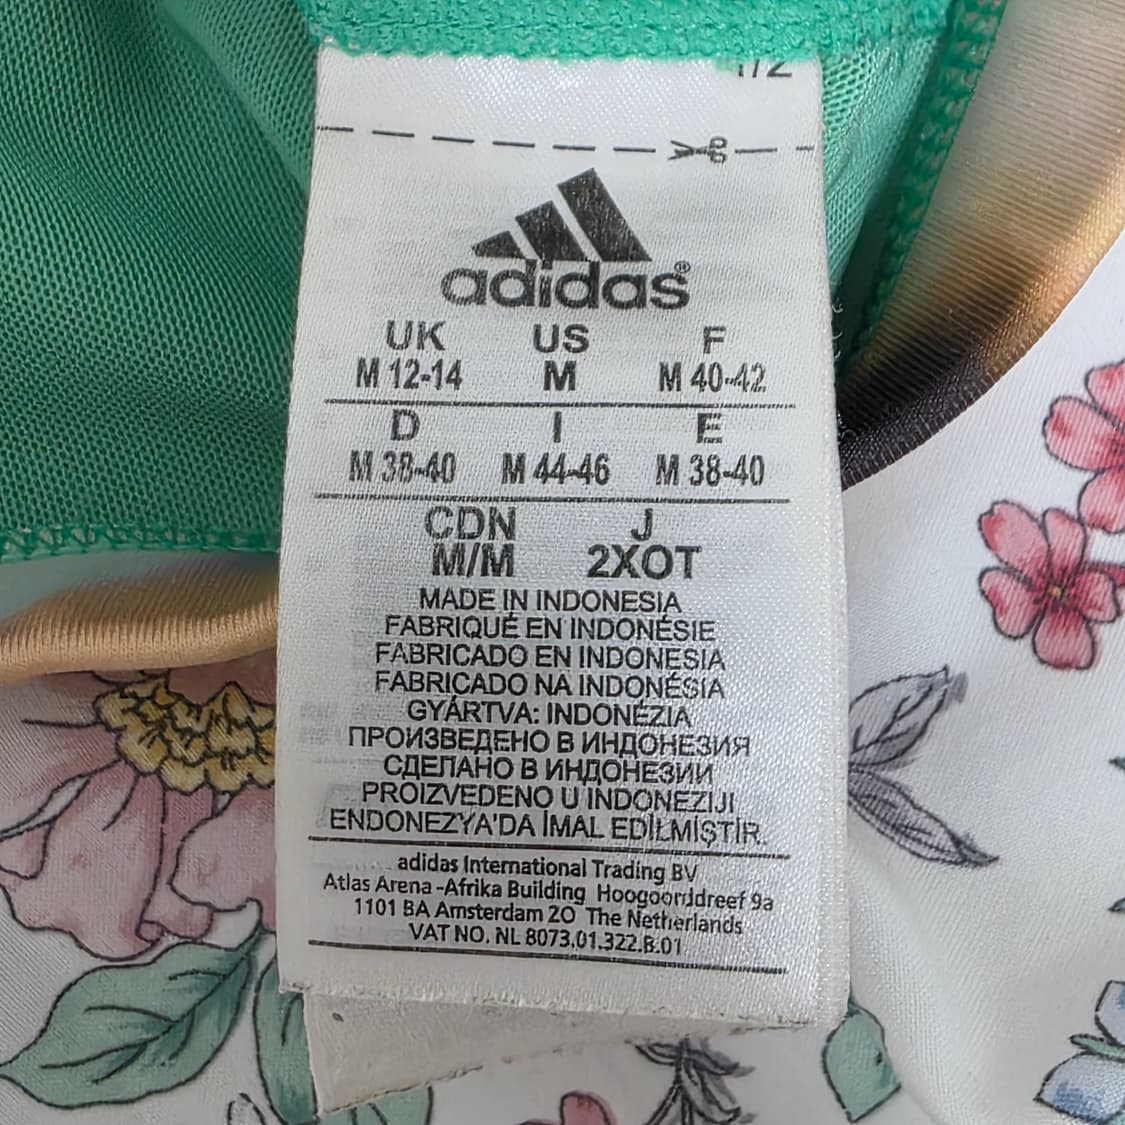 1/2
adidas®
UK US F
M 12-14 M M 40-42
D I E
M 38-40 M 44-46 M 38-40
CDN J
M/M 2XOT
MADE IN INDONESIA
FABRIQUÉ EN INDONÉSIE
FABRICADO EN INDONESIA
FABRICADO NA INDONÉSIA
GYÁRTVA: INDONÉZIA
ПРОИЗВЕДЕНО В ИНДОНЕЗИЯ
СДЕЛАНО В ИНДОНЕЗИИ
PROIZVEDENO U INDONEZIJI
ENDONEZYA'DA İMAL EDİLMİŞTİR.
adidas International Trading BV
Atlas Arena -Afrika Building Hoogoorddreef 9a
1101 BA Amsterdam ZO The Netherlands
VAT NO. NL 8073.01.322.B.01